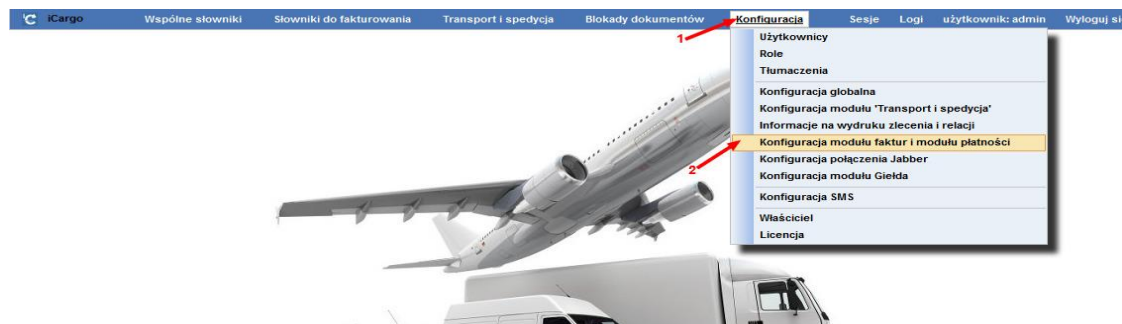 iCargo Wspólne słowniki Słowniki do fakturowania Transport i spedycja Blokady dokumentów Konfiguracja Sesje Logi użytkownik: admin Wyloguj si
1
Użytkownicy
Role
Tłumaczenia
Konfiguracja globalna
Konfiguracja modułu 'Transport i spedycja'
Informacje na wydruku zlecenia i relacji
Konfiguracja modułu faktur i modułu płatności
2
Konfiguracja połączenia Jabber
Konfiguracja modułu Giełda
Konfiguracja SMS
Właściciel
Licencja